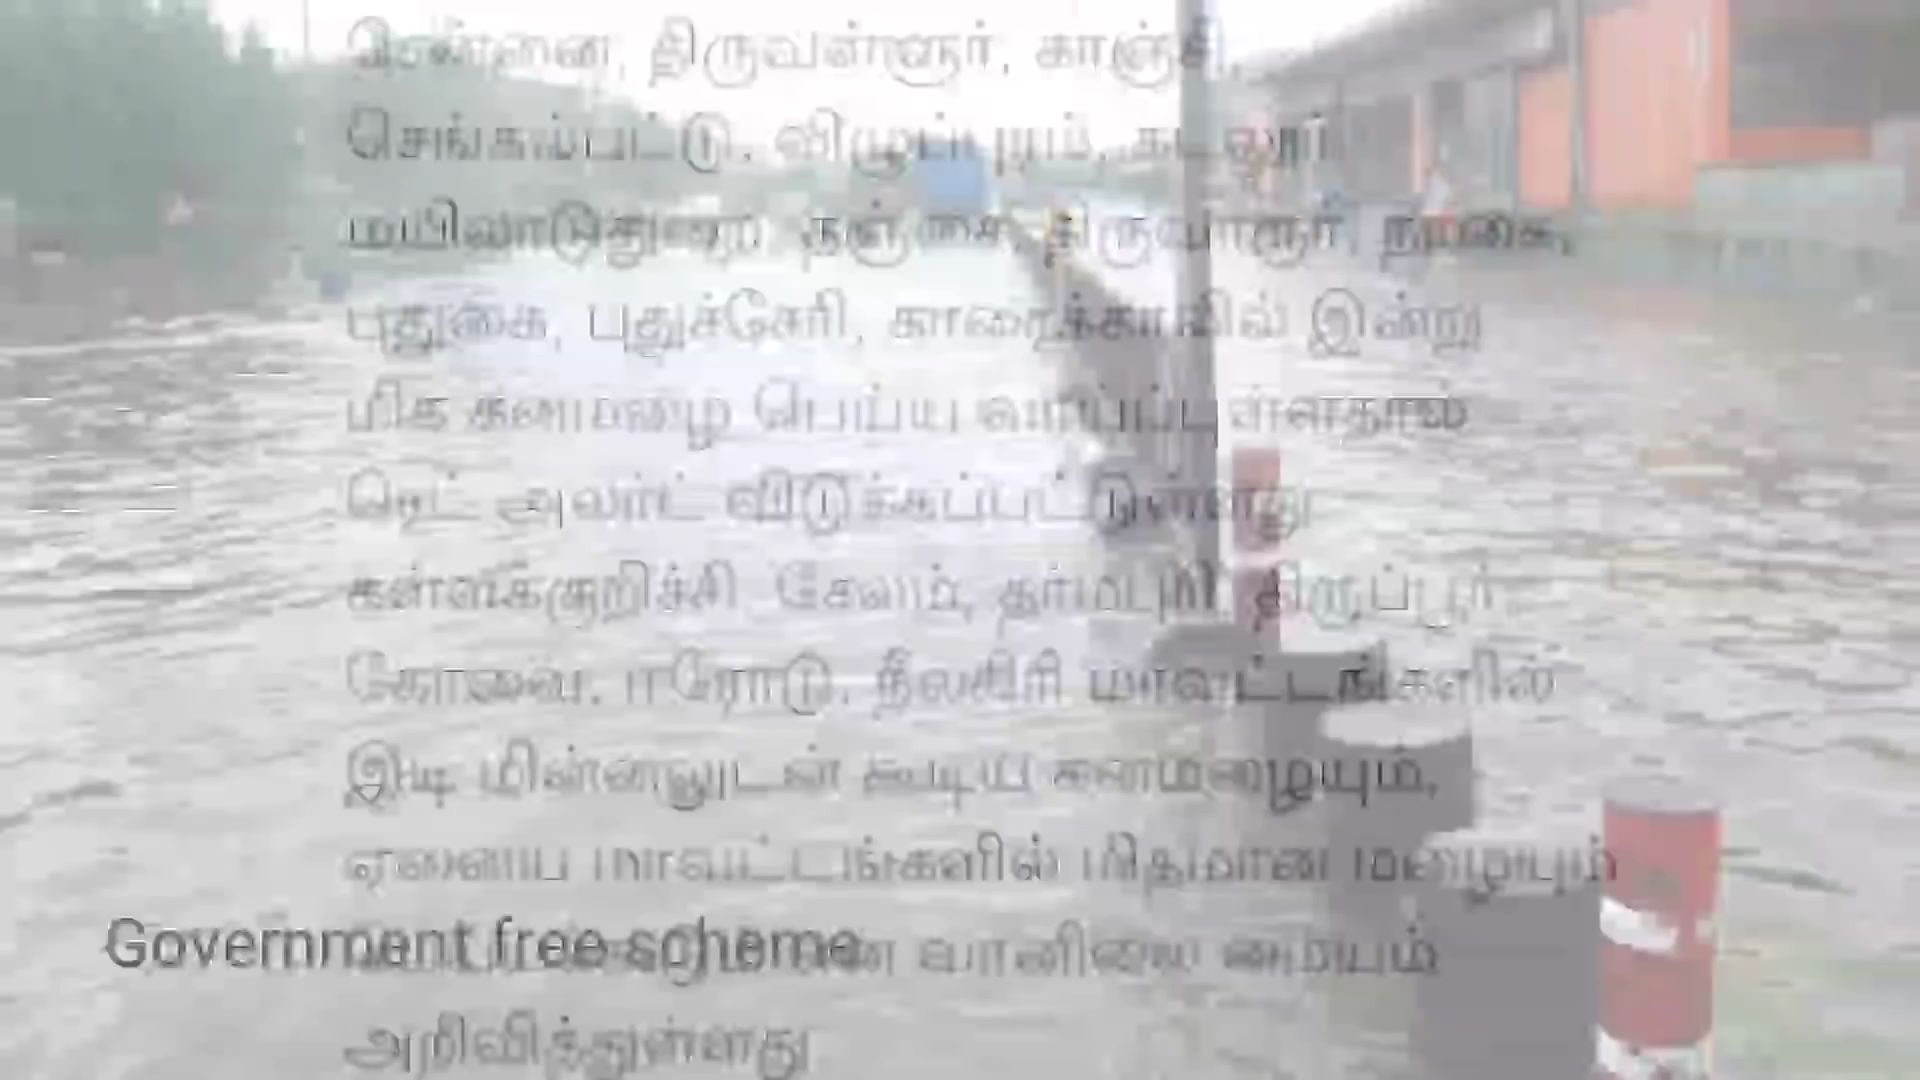 சென்னை, திருவள்ளூர், காஞ்சி,
செங்கல்பட்டு, விழுப்புரம், கடலூர்
மயிலாடுதுறை, தஞ்சை, திருவாரூர், நாகை,
புதுகை, புதுச்சேரி, காரைக்காலில் இன்று
மிக கனமழை பெய்ய வாய்ப்புள்ளதால்
ரெட் அலர்ட் விடுக்கப்பட்டுள்ளது
கள்ளக்குறிச்சி, சேலம், தர்மபுரி, திருப்பூர்
கோவை, ஈரோடு, நீலகிரி மாவட்டங்களில்
இடி மின்னலுடன் கூடிய கனமழையும்,
ஏனைய மாவட்டங்களில் மிதமான மழையும்
வானிலை மையம்
Government free scheme
அறிவித்துள்ளது